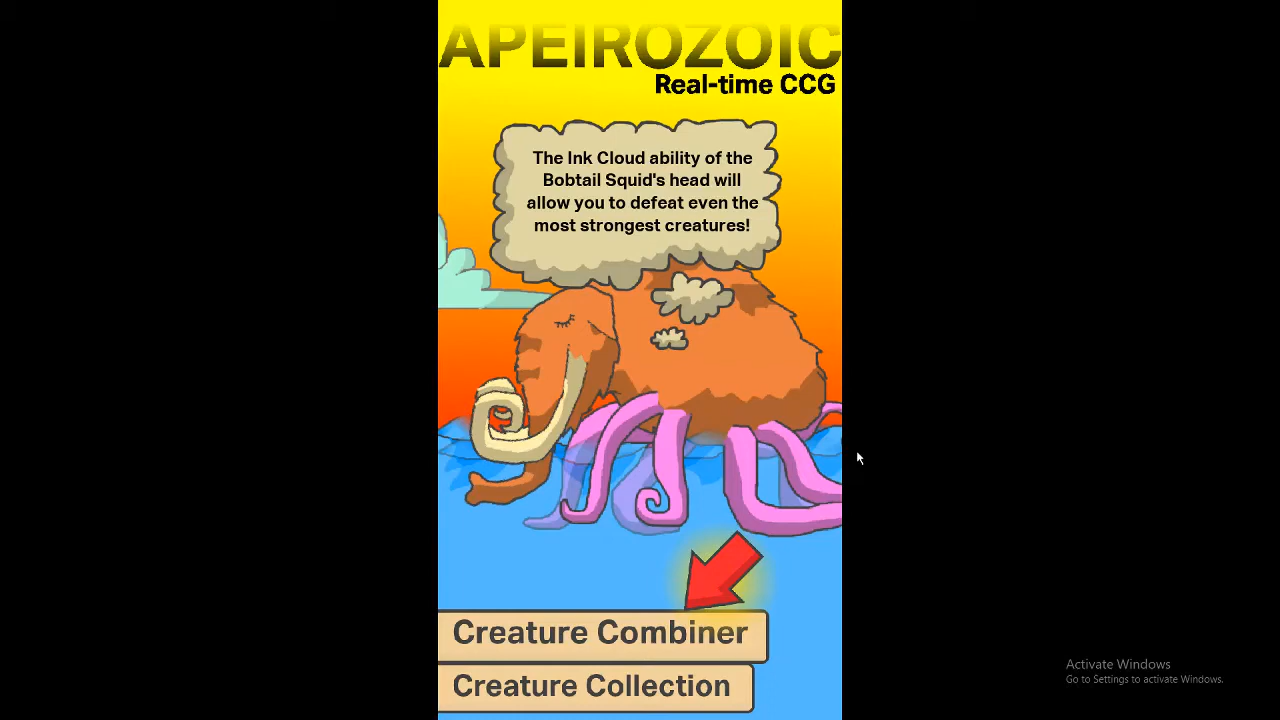 APEIROZOIC
Real-time CCG
The Ink Cloud ability of the
Bobtail Squid's head will
allow you to defeat even the
most strongest creatures!
Creature Combiner
Creature Collection
Activate Windows
Go to Settings to activate Windows.